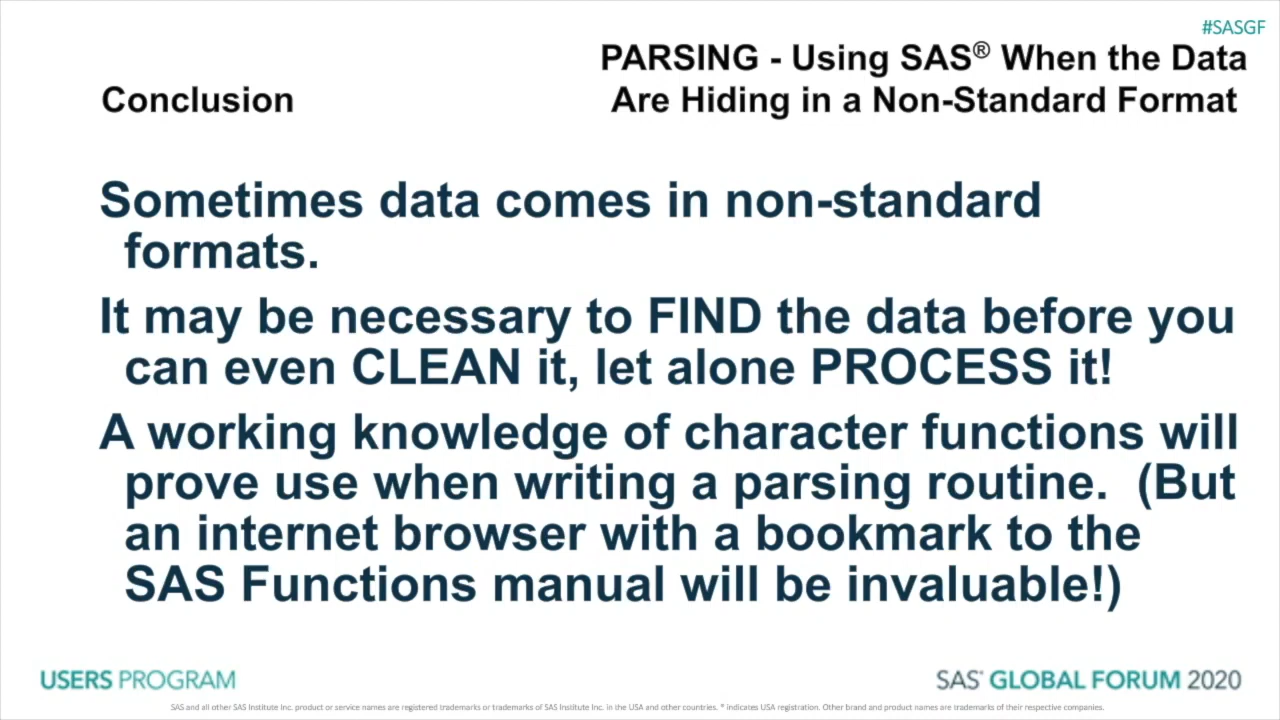 #SASGF
PARSING - Using SAS® When the Data
Conclusion Are Hiding in a Non-Standard Format
Sometimes data comes in non-standard
formats.
It may be necessary to FIND the data before you
can even CLEAN it, let alone PROCESS it!
A working knowledge of character functions will
prove use when writing a parsing routine. (But
an internet browser with a bookmark to the
SAS Functions manual will be invaluable!)
USERS PROGRAM
SAS® GLOBAL FORUM 2020
SAS and all other SAS Institute Inc. product or service names are registered trademarks or trademarks of SAS Institute Inc. in the USA and other countries. ® indicates USA registration. Other brand and product names are trademarks of their respective companies.